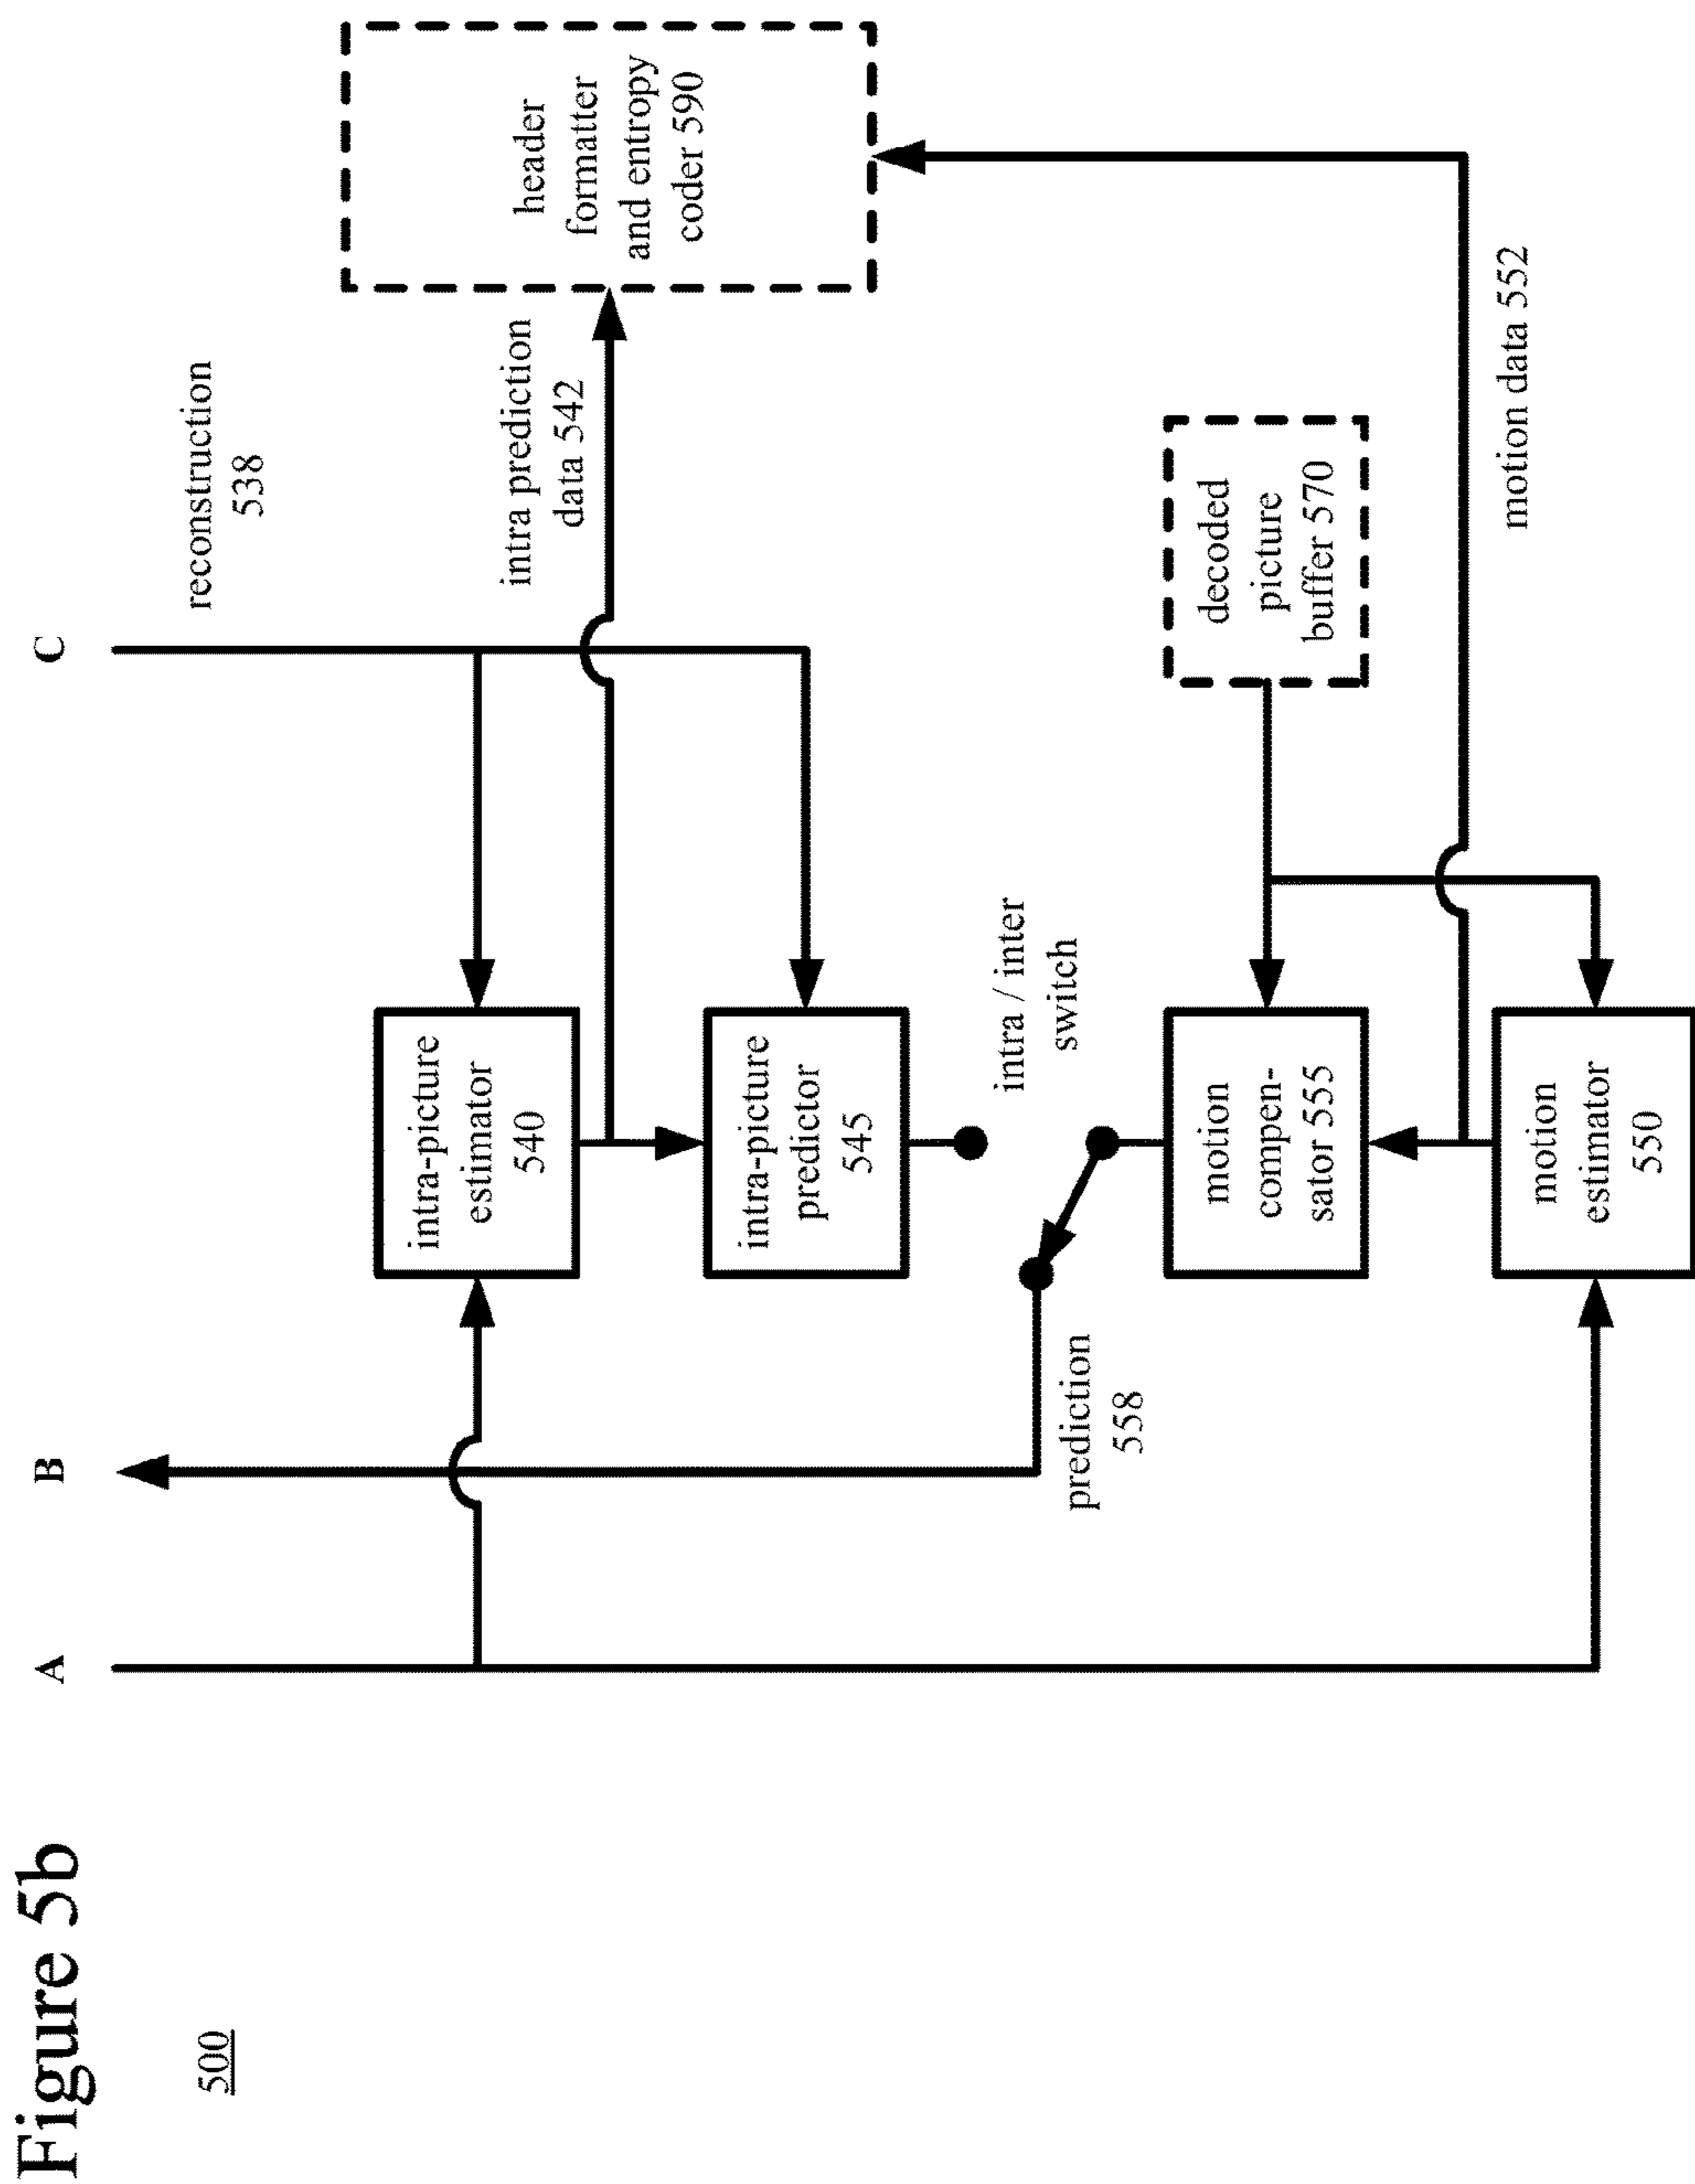 Figure 5b
500
A
B
C
reconstruction
538
intra-picture
estimator
540
intra prediction
data 542
header
formatter
and entropy
coder 590
intra-picture
predictor
545
intra / inter
switch
prediction
558
motion
compen-
sator 555
decoded
picture
buffer 570
motion
estimator
550
motion data 552